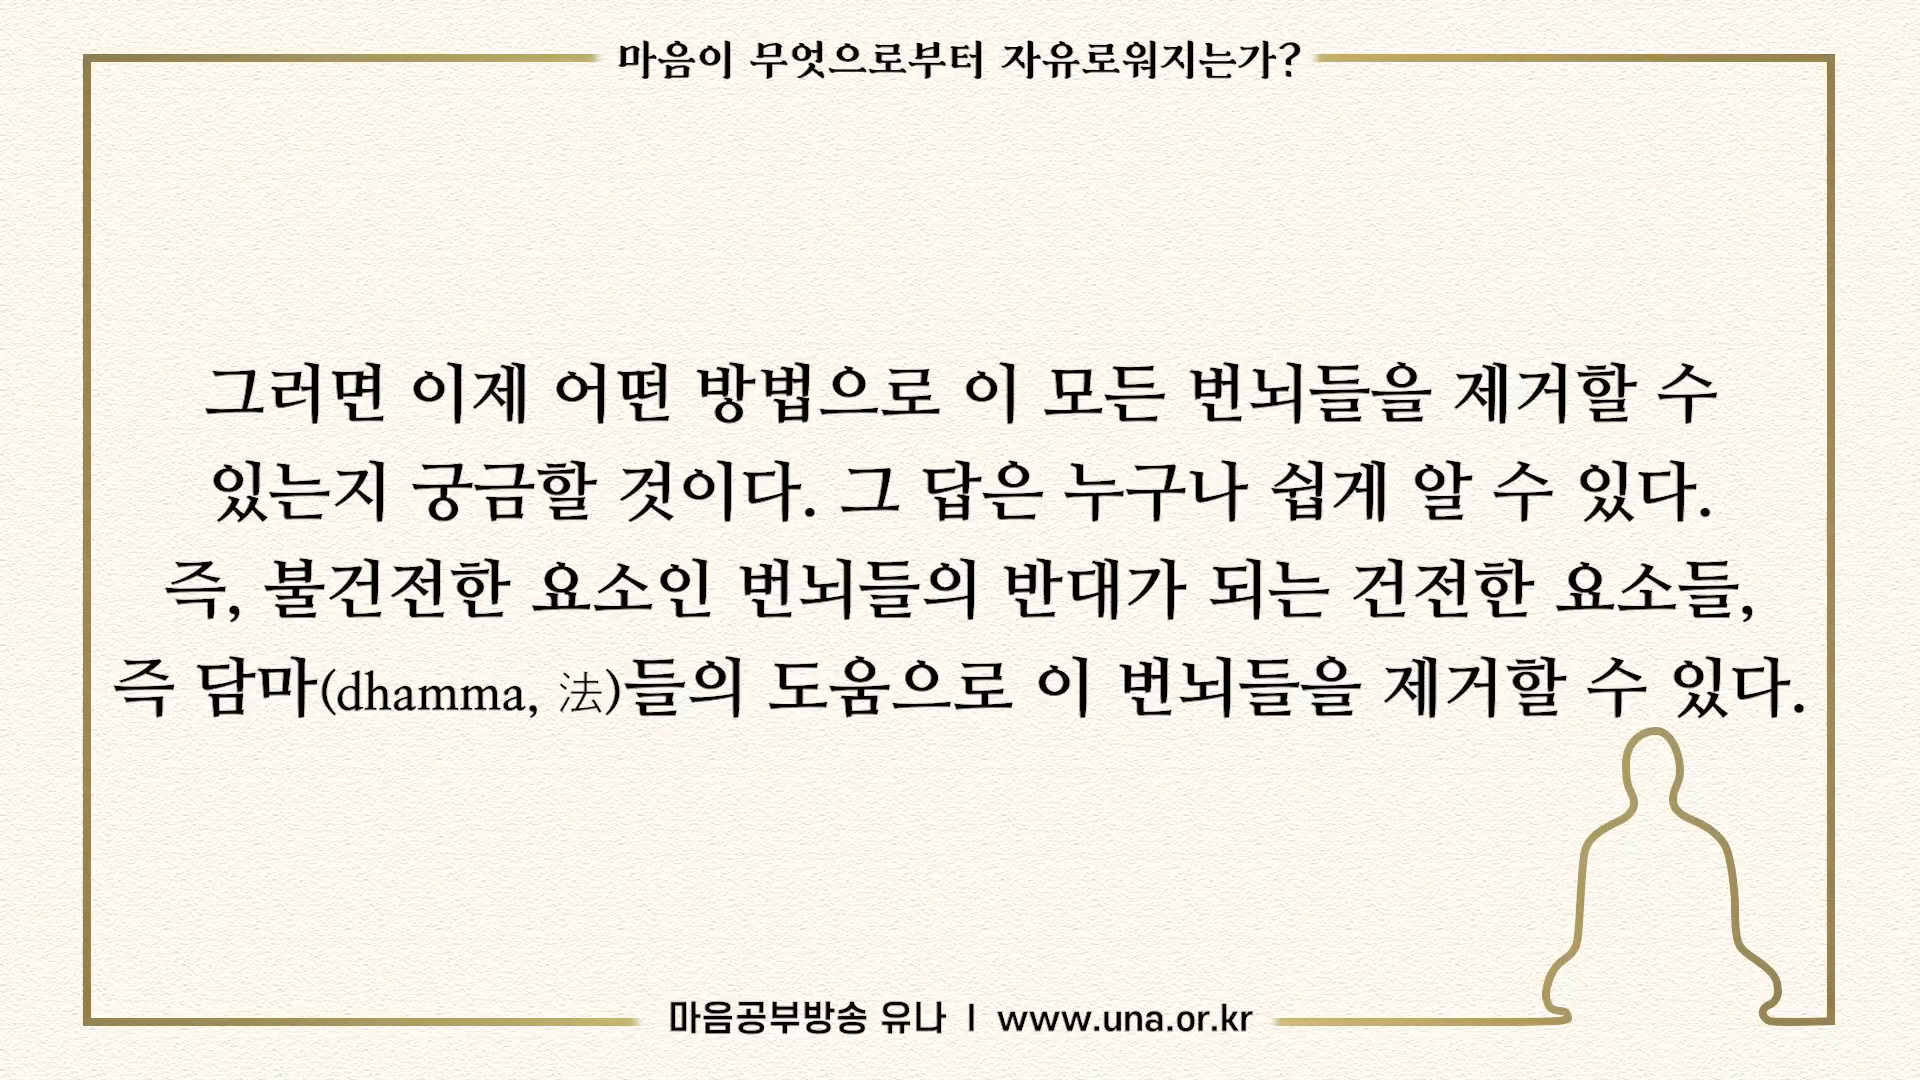 마음이 무엇으로부터 자유로워지는가?
그러면 이제 어떤 방법으로 이 모든 번뇌들을 제거할 수
있는지 궁금할 것이다. 그 답은 누구나 쉽게 알 수 있다.
즉, 불건전한 요소인 번뇌들의 반대가 되는 건전한 요소들,
즉 담마(dhamma, 法)들의 도움으로 이 번뇌들을 제거할 수 있다.
마음공부방송 유나 | www.una.or.kr